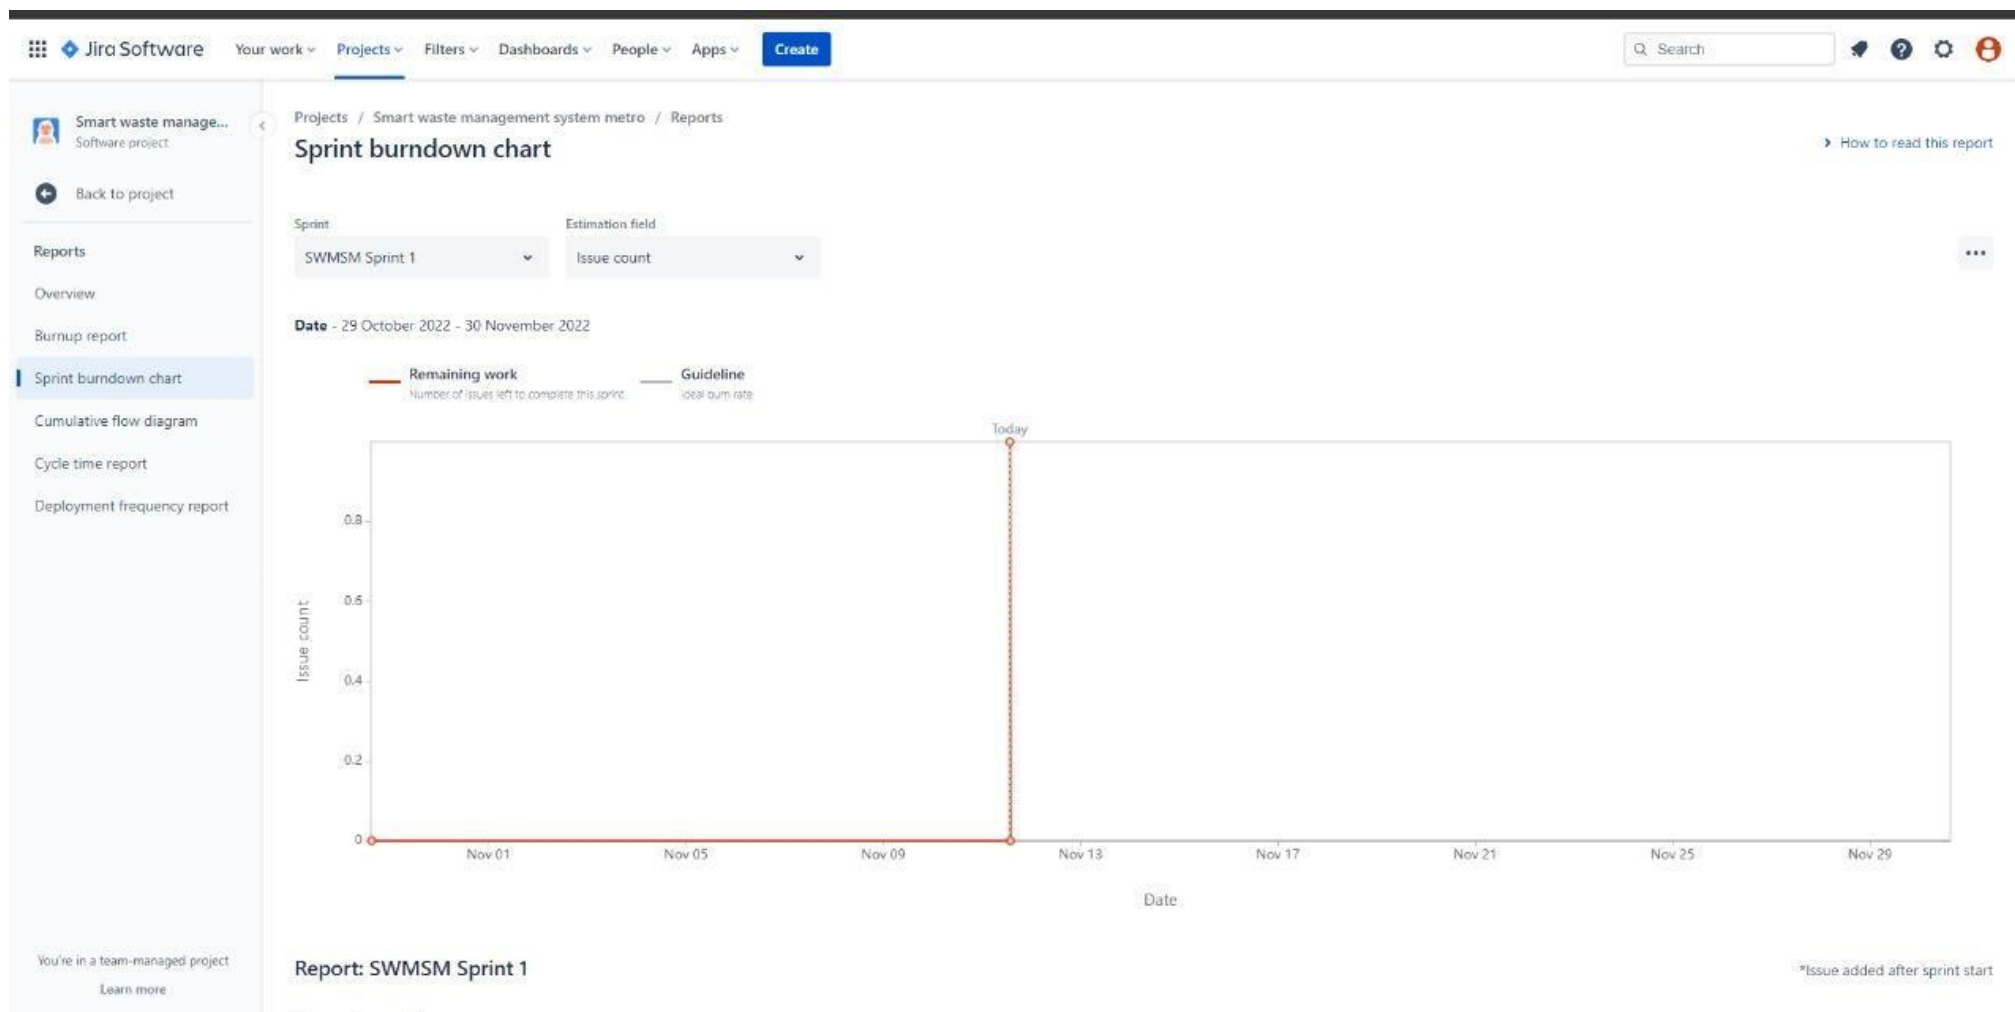 Jira Software Your work Projects Filters Dashboards People Apps Create Search
Smart waste manage...
Software project
Back to project
Reports
Overview
Burnup report
Sprint burndown chart
Cumulative flow diagram
Cycle time report
Deployment frequency report
You're in a team-managed project
Learn more
Projects / Smart waste management system metro / Reports
Sprint burndown chart
How to read this report
Sprint Estimation field
SWMSM Sprint 1 Issue count
Date - 29 October 2022 - 30 November 2022
Remaining work Guideline
Number of issues left to complete this sprint Ideal burn rate
Today
0.8
0.6
0.4
0.2
0
Issue count
Nov 01 Nov 05 Nov 09 Nov 13 Nov 17 Nov 21 Nov 25 Nov 29
Date
Report: SWMSM Sprint 1
*Issue added after sprint start